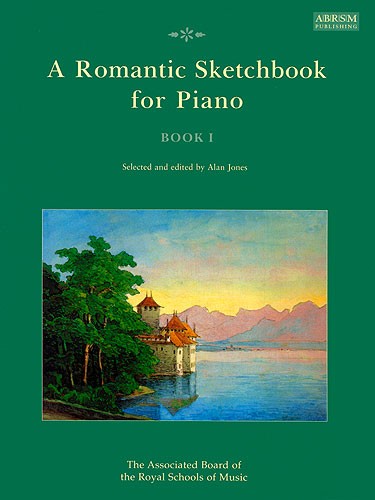 ABRSM
PUBLISHING
A Romantic Sketchbook
for Piano
BOOK I
Selected and edited by Alan Jones
The Associated Board of
the Royal Schools of Music